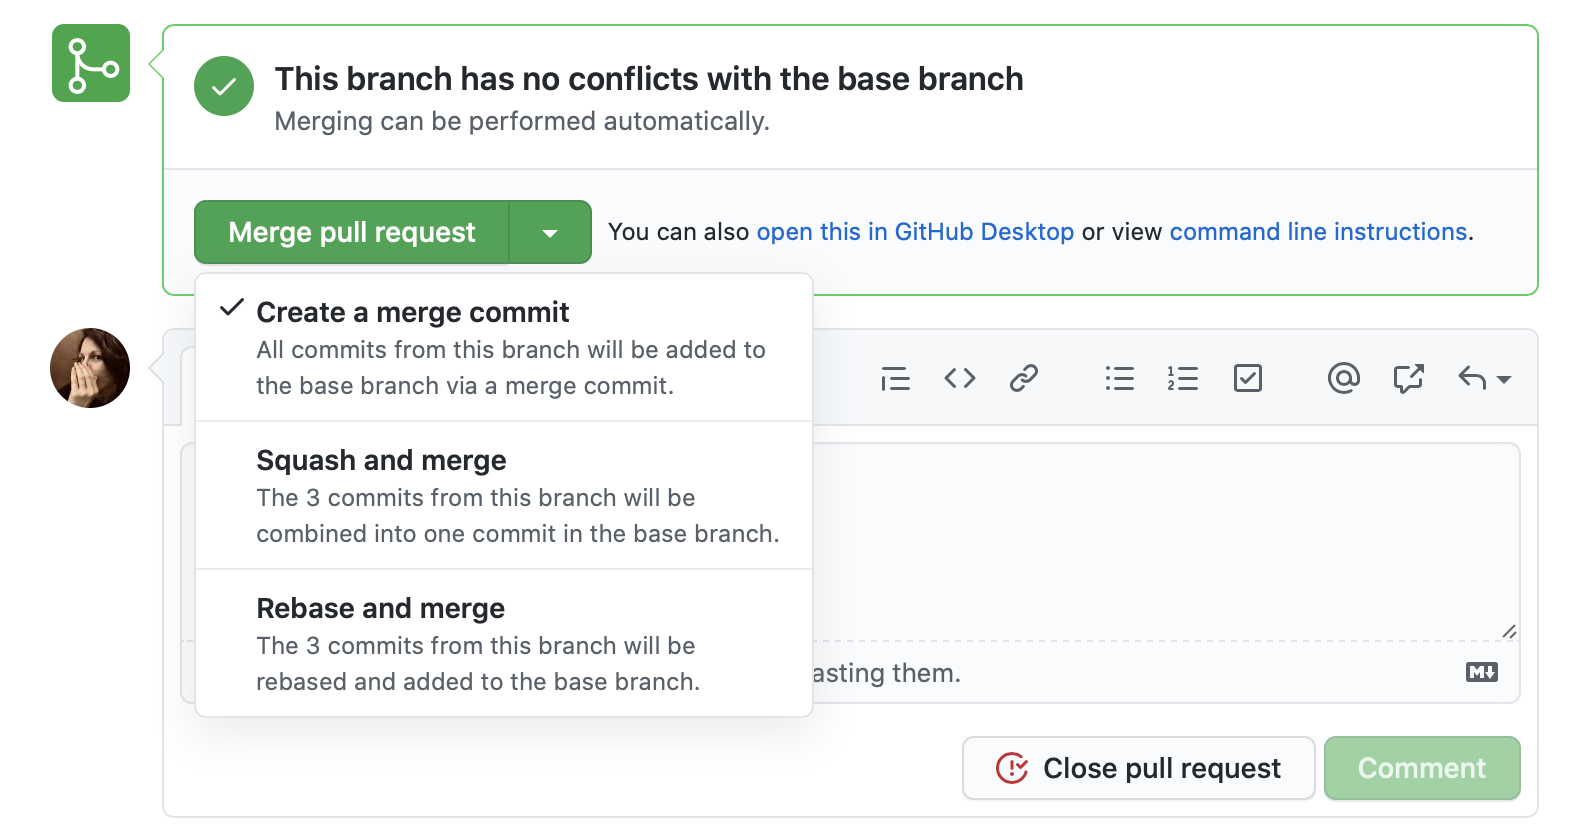 This branch has no conflicts with the base branch
Merging can be performed automatically.
Merge pull request
You can also open this in GitHub Desktop or view command line instructions.
Create a merge commit
All commits from this branch will be added to
the base branch via a merge commit.
Squash and merge
The 3 commits from this branch will be
combined into one commit in the base branch.
Rebase and merge
The 3 commits from this branch will be
rebased and added to the base branch.
asting them.
M
Close pull request
Comment